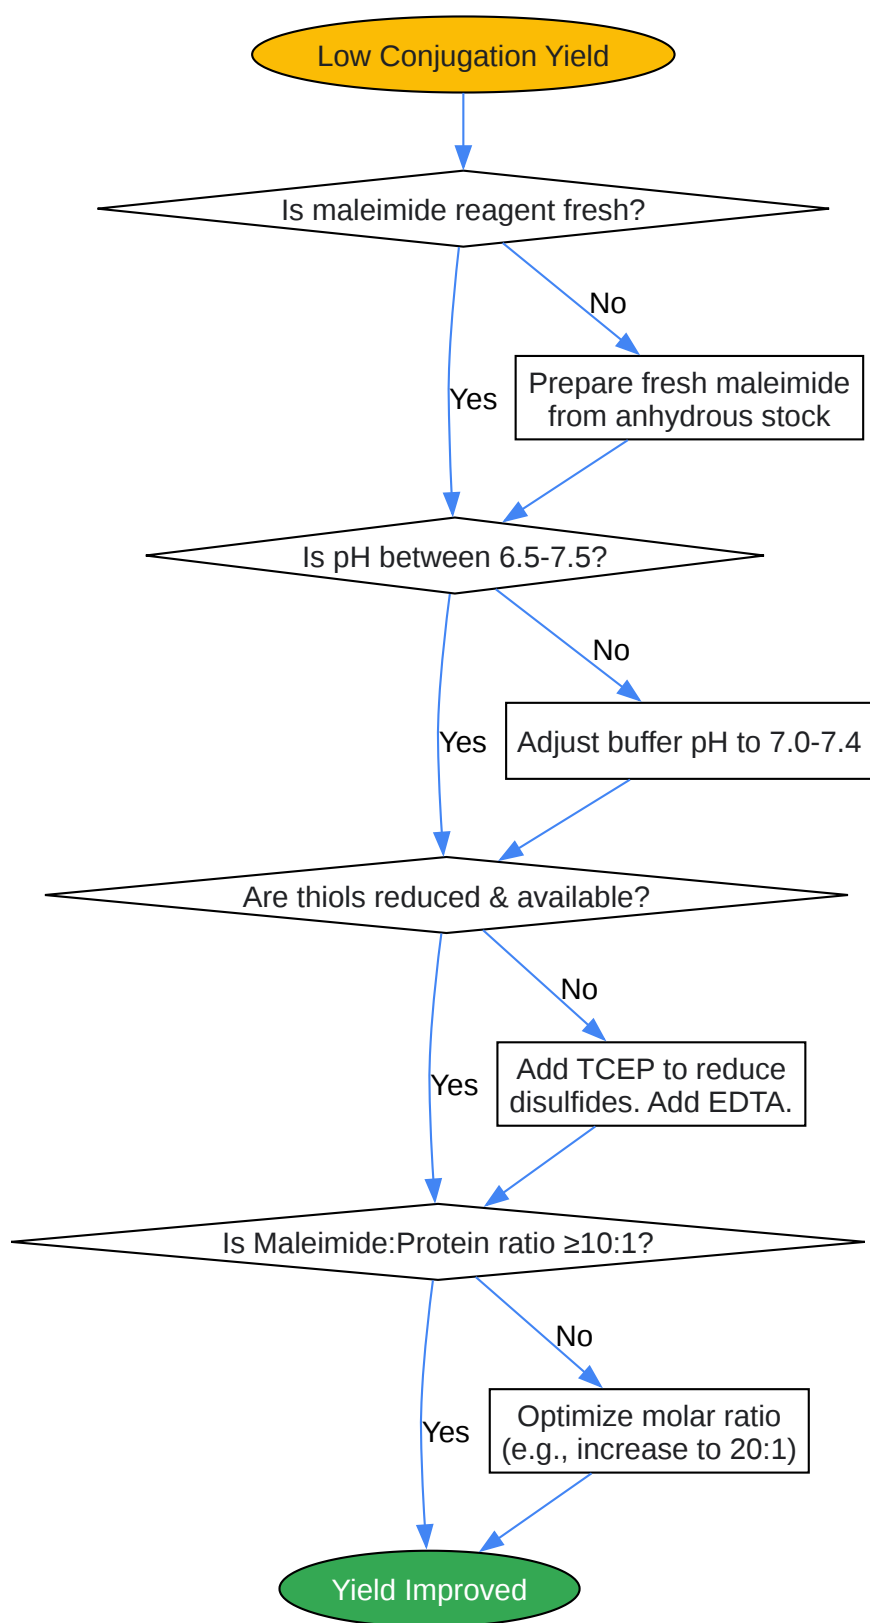 Low Conjugation Yield
Is maleimide reagent fresh?
No
Prepare fresh maleimide
from anhydrous stock
Yes
Is pH between 6.5-7.5?
No
Adjust buffer pH to 7.0-7.4
Yes
Are thiols reduced & available?
No
Add TCEP to reduce
disulfides. Add EDTA.
Yes
Is Maleimide:Protein ratio ≥10:1?
No
Optimize molar ratio
(e.g., increase to 20:1)
Yes
Yield Improved